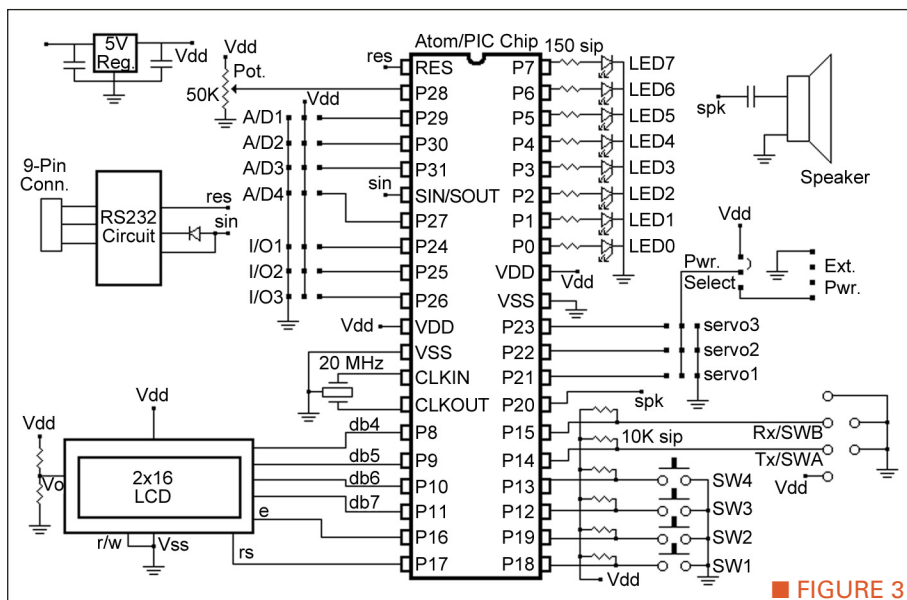 5V
Reg.
Vdd
Vdd
Pot.
50K
Vdd
res
Atom/PIC Chip
150 sip
RES
P28
P29
P30
P31
SIN/SOUT
P27
P24
P25
P26
VDD
VSS
CLKIN
CLKOUT
P8
P9
P10
P11
P16
P17
P7
P6
P5
P4
P3
P2
P1
P0
VDD
VSS
P23
P22
P21
P20
P15
P14
P13
P12
P19
P18
LED7
LED6
LED5
LED4
LED3
LED2
LED1
LED0
Vdd
spk
Speaker
A/D1
A/D2
A/D3
A/D4
I/O1
I/O2
I/O3
sin
9-Pin
Conn.
RS232
Circuit
res
sin
Vdd
20 MHz
Vdd
Pwr.
Select
Ext.
Pwr.
servo3
servo2
servo1
spk
Rx/SWB
10K sip
Tx/SWA
Vdd
SW4
SW3
SW2
SW1
Vdd
Vdd
Vdd
Vo
2x16
LCD
db4
db5
db6
db7
e
r/w
Vss
rs
FIGURE 3